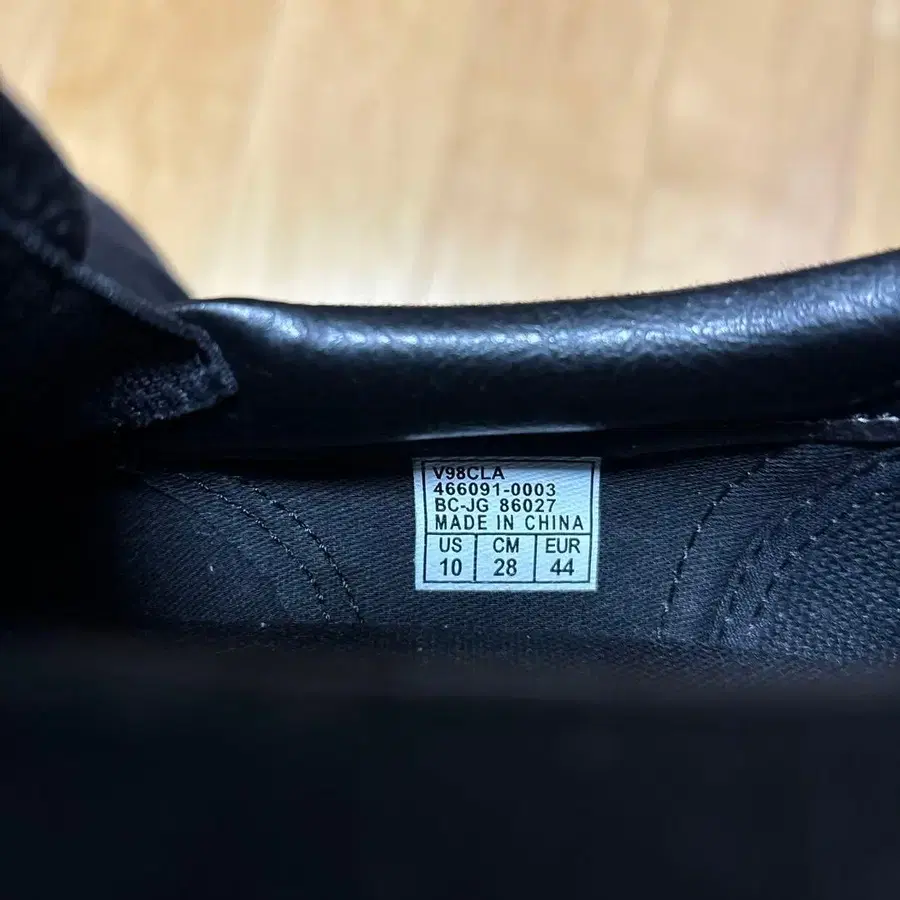 V98CLA
466091-0003
BC-JG 86027
MADE IN CHINA
US CM EUR
10 28 44